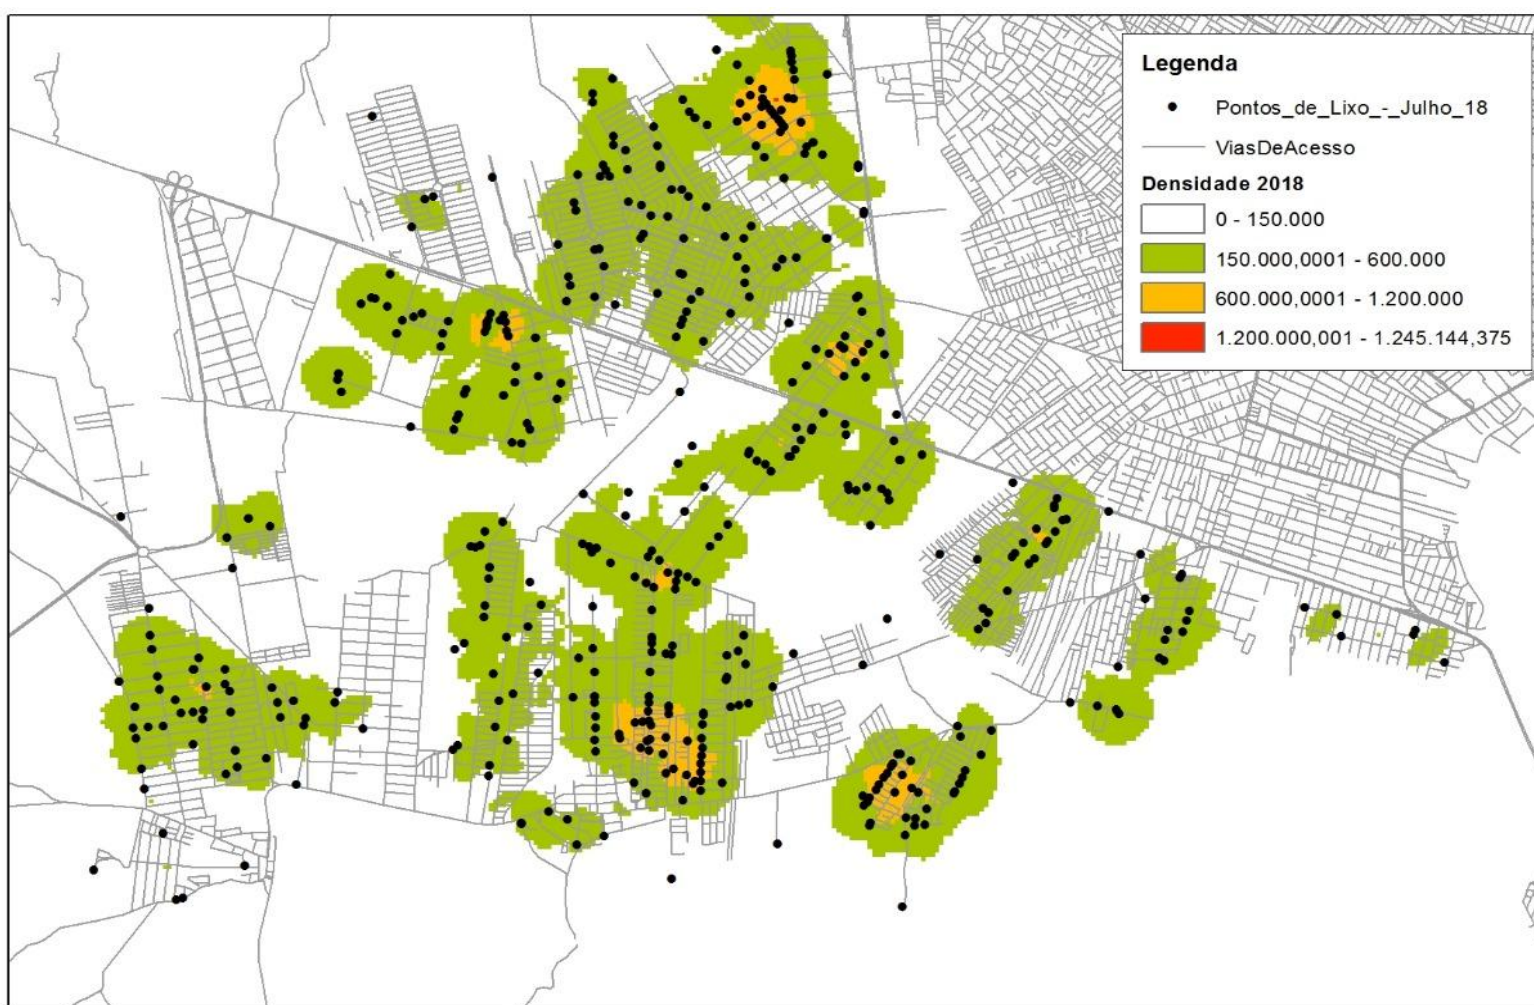 Legenda
Pontos_de_Lixo_-_Julho_18
ViasDeAcesso
Densidade 2018
0 - 150.000
150.000,0001 - 600.000
600.000,0001 - 1.200.000
1.200.000,001 - 1.245.144,375